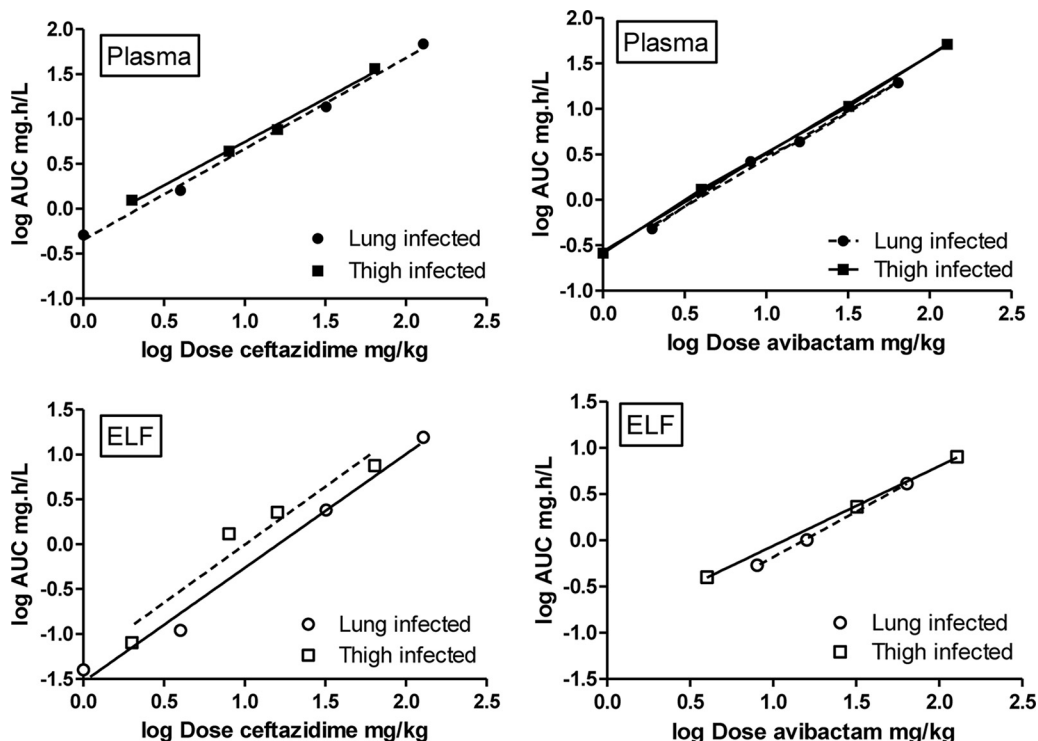 Plasma
log AUC mg.h/L
2.0
1.5
1.0
0.5
0.0
-0.5
-1.0
Lung infected
Thigh infected
0.0 0.5 1.0 1.5 2.0 2.5
log Dose ceftazidime mg/kg
Plasma
log AUC mg.h/L
2.0
1.5
1.0
0.5
0.0
-0.5
-1.0
Lung infected
Thigh infected
0.0 0.5 1.0 1.5 2.0 2.5
log Dose avibactam mg/kg
ELF
log AUC mg.h/L
1.5
1.0
0.5
0.0
-0.5
-1.0
-1.5
Lung infected
Thigh infected
0.0 0.5 1.0 1.5 2.0 2.5
log Dose ceftazidime mg/kg
ELF
log AUC mg.h/L
1.5
1.0
0.5
0.0
-0.5
-1.0
-1.5
Lung infected
Thigh infected
0.0 0.5 1.0 1.5 2.0 2.5
log Dose avibactam mg/kg